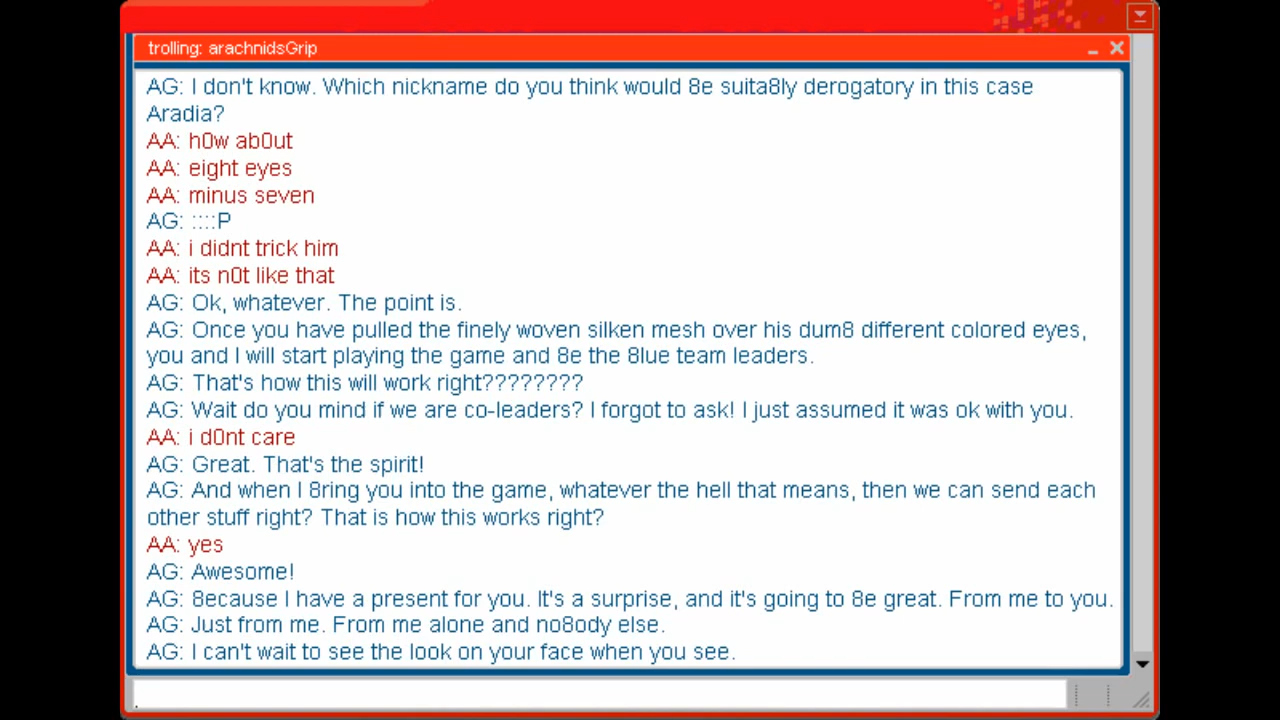 trolling: arachnidsGrip
AG: I don't know. Which nickname do you think would 8e suita8ly derogatory in this case
Aradia?
AA: h0w ab0ut
AA: eight eyes
AA: minus seven
AG: ::::P
AA: i didnt trick him
AA: its n0t like that
AG: Ok, whatever. The point is.
AG: Once you have pulled the finely woven silken mesh over his dum8 different colored eyes,
you and I will start playing the game and 8e the 8lue team leaders.
AG: That's how this will work right????????
AG: Wait do you mind if we are co-leaders? I forgot to ask! I just assumed it was ok with you.
AA: i d0nt care
AG: Great. That's the spirit!
AG: And when I 8ring you into the game, whatever the hell that means, then we can send each
other stuff right? That is how this works right?
AA: yes
AG: Awesome!
AG: 8ecause I have a present for you. It's a surprise, and it's going to 8e great. From me to you.
AG: Just from me. From me alone and no8ody else.
AG: I can't wait to see the look on your face when you see.